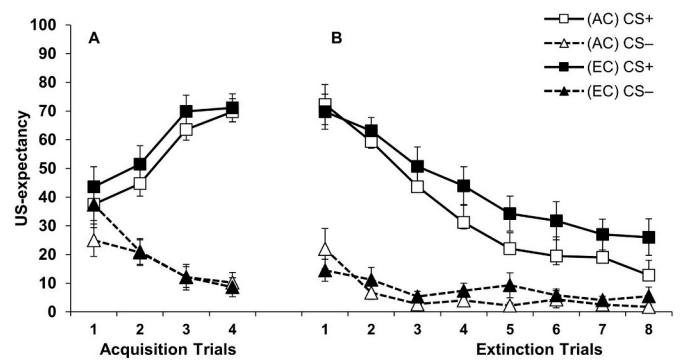 A
B
(AC) CS+
(AC) CS–
(EC) CS+
(EC) CS–
US-expectancy
100
90
80
70
60
50
40
30
20
10
0
1 2 3 4
1 2 3 4 5 6 7 8
Acquisition Trials
Extinction Trials